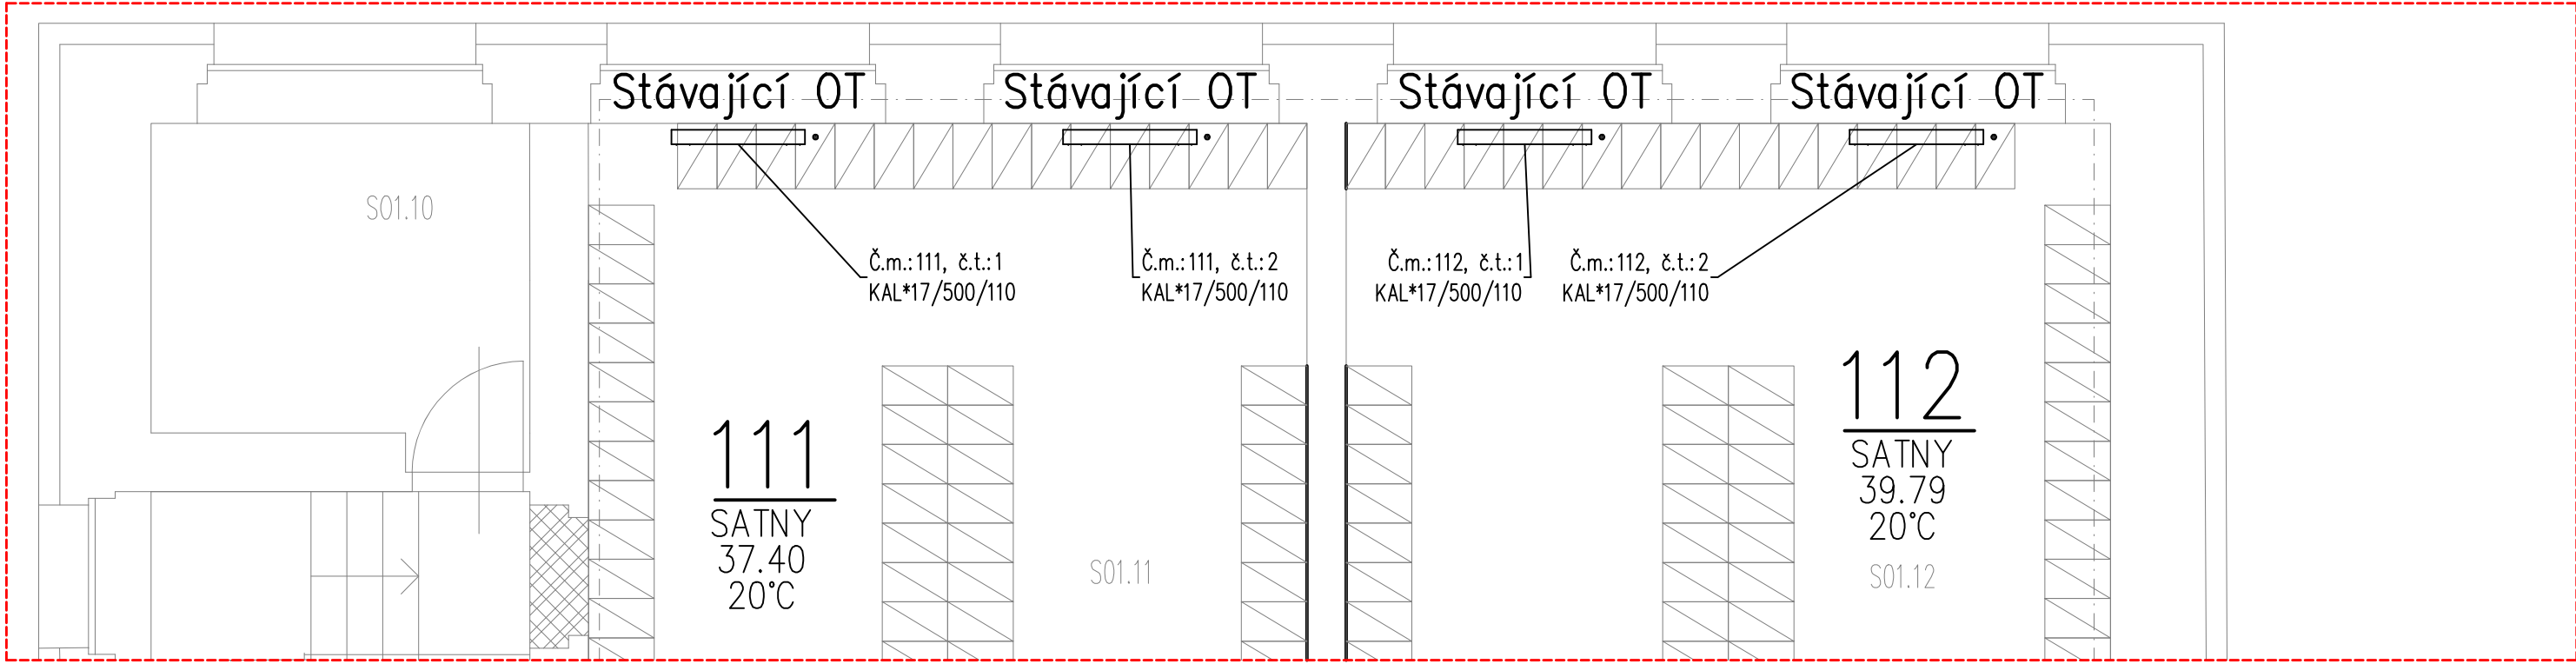 Stávající OT
Stávající OT
Stávající OT
Stávající OT
S01.10
Č.m.:111, č.t.:1
KAL*17/500/110
Č.m.:111, č.t.:2
KAL*17/500/110
Č.m.:112, č.t.:1
KAL*17/500/110
Č.m.:112, č.t.:2
KAL*17/500/110
111
SATNY
37.40
20°C
S01.11
112
SATNY
39.79
20°C
S01.12